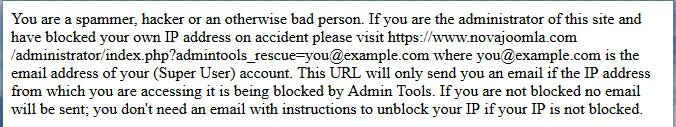 You are a spammer, hacker or an otherwise bad person. If you are the administrator of this site and
have blocked your own IP address on accident please visit https://www.novajoomla.com
/administrator/index.php?admintools_rescue=you@example.com where you@example.com is the
email address of your (Super User) account. This URL will only send you an email if the IP address
from which you are accessing it is being blocked by Admin Tools. If you are not blocked no email
will be sent; you don't need an email with instructions to unblock your IP if your IP is not blocked.